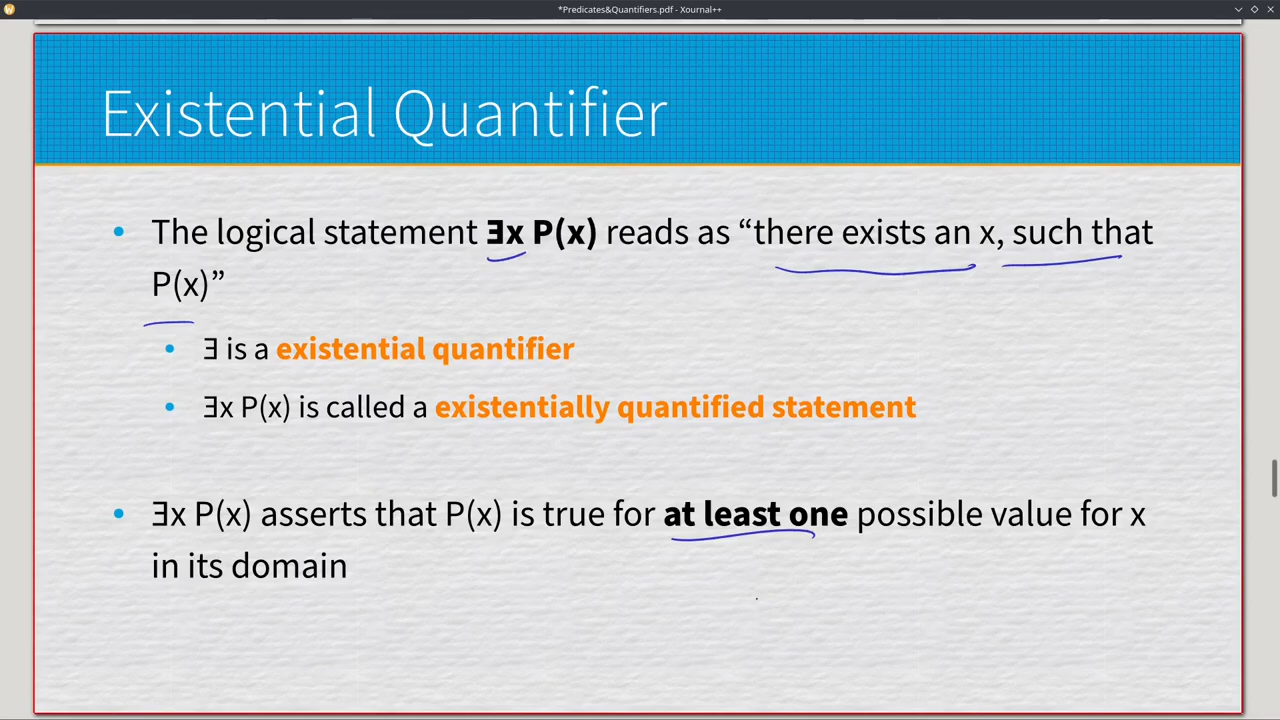 *Predicates&Quantifiers.pdf - Xournal++
Existential Quantifier
• The logical statement ∃x P(x) reads as “there exists an x, such that
P(x)”
• ∃ is a existential quantifier
• ∃x P(x) is called a existentially quantified statement
• ∃x P(x) asserts that P(x) is true for at least one possible value for x
in its domain